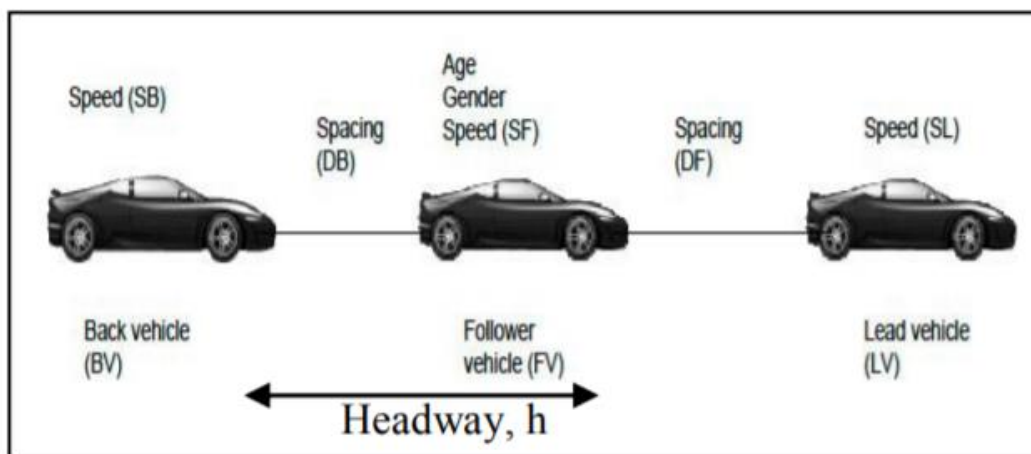 Speed (SB)
Spacing
(DB)
Age
Gender
Speed (SF)
Spacing
(DF)
Speed (SL)
Back vehicle
(BV)
Follower
vehicle (FV)
Lead vehicle
(LV)
Headway, h